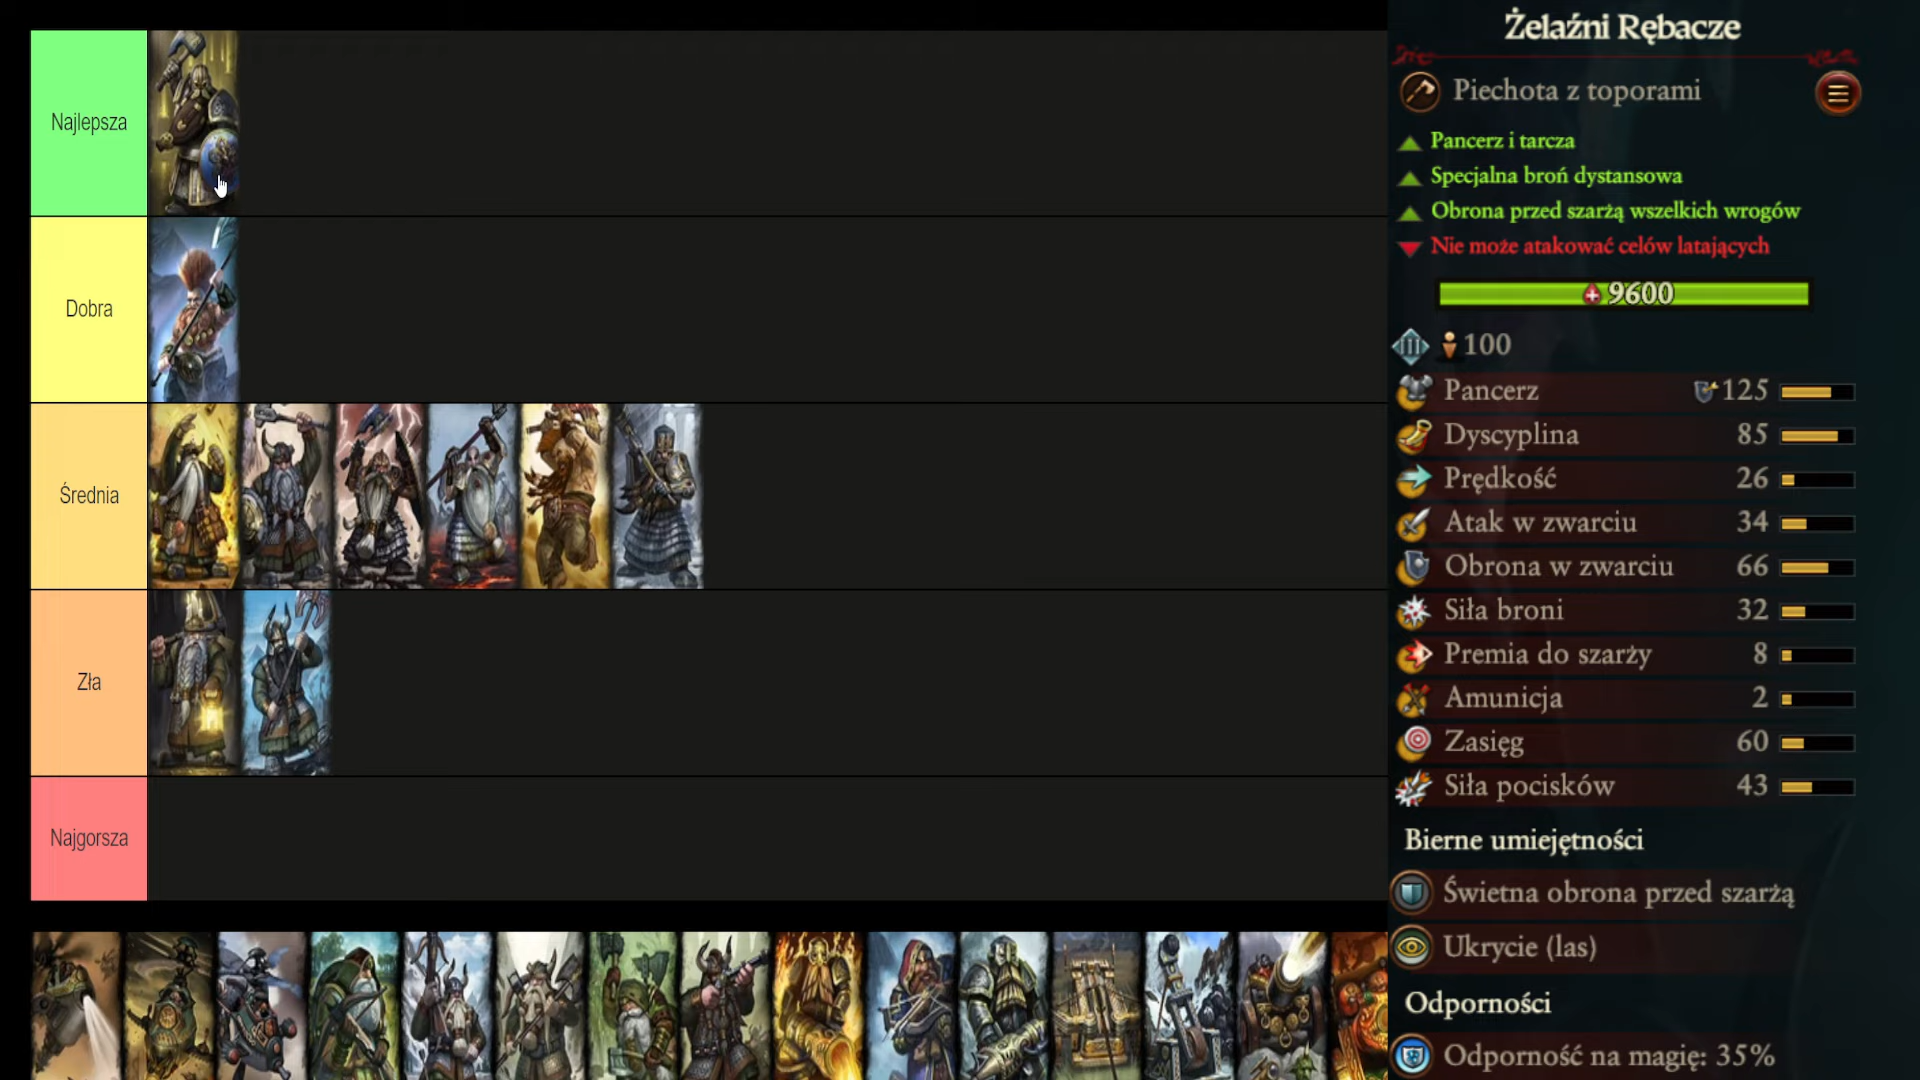 Najlepsza
Dobra
Średnia
Zła
Najgorsza
Żelaźni Rębacze
Piechota z toporami
Pancerz i tarcza
Specjalna broń dystansowa
Obrona przed szarżą wszelkich wrogów
Nie może atakować celów latających
9600
III 100
Pancerz 125
Dyscyplina 85
Prędkość 26
Atak w zwarciu 34
Obrona w zwarciu 66
Siła broni 32
Premia do szarży 8
Amunicja 2
Zasięg 60
Siła pocisków 43
Bierne umiejętności
Świetna obrona przed szarżą
Ukrycie (las)
Odporności
Odporność na magię: 35%